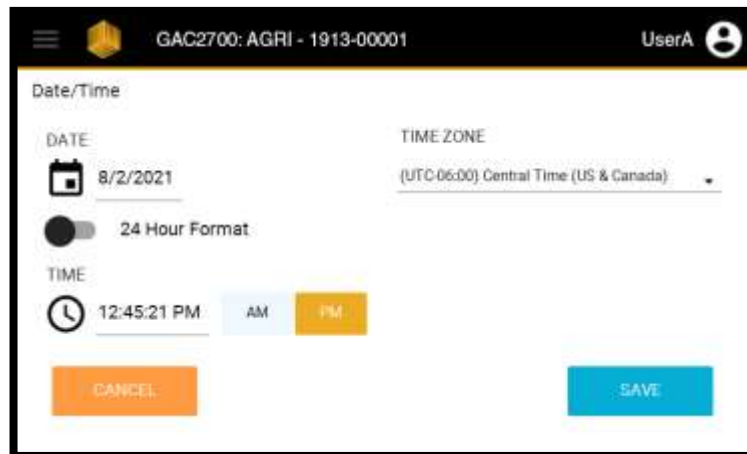 GAC2700: AGRI - 1913-00001 UserA
Date/Time
DATE
8/2/2021
TIME ZONE
(UTC-06:00) Central Time (US & Canada)
24 Hour Format
TIME
12:45:21 PM AM PM
CANCEL SAVE